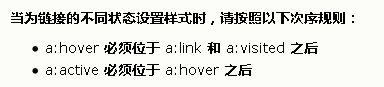 当为链接的不同状态设置样式时，请按照以下次序规则：
• a:hover 必须位于 a:link 和 a:visited 之后
• a:active 必须位于 a:hover 之后